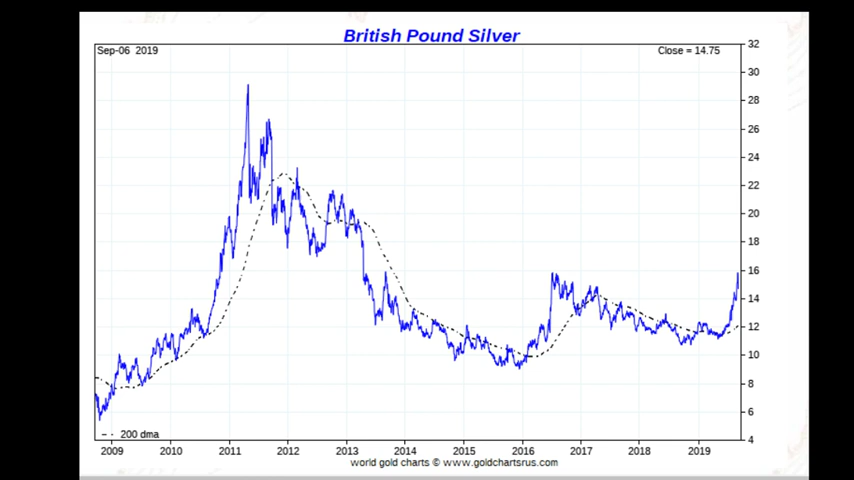 British Pound Silver
Sep-06 2019
Close = 14.75
32
30
28
26
24
22
20
18
16
14
12
10
8
6
4
200 dma
2009 2010 2011 2012 2013 2014 2015 2016 2017 2018 2019
world gold charts © www.goldchartsrus.com